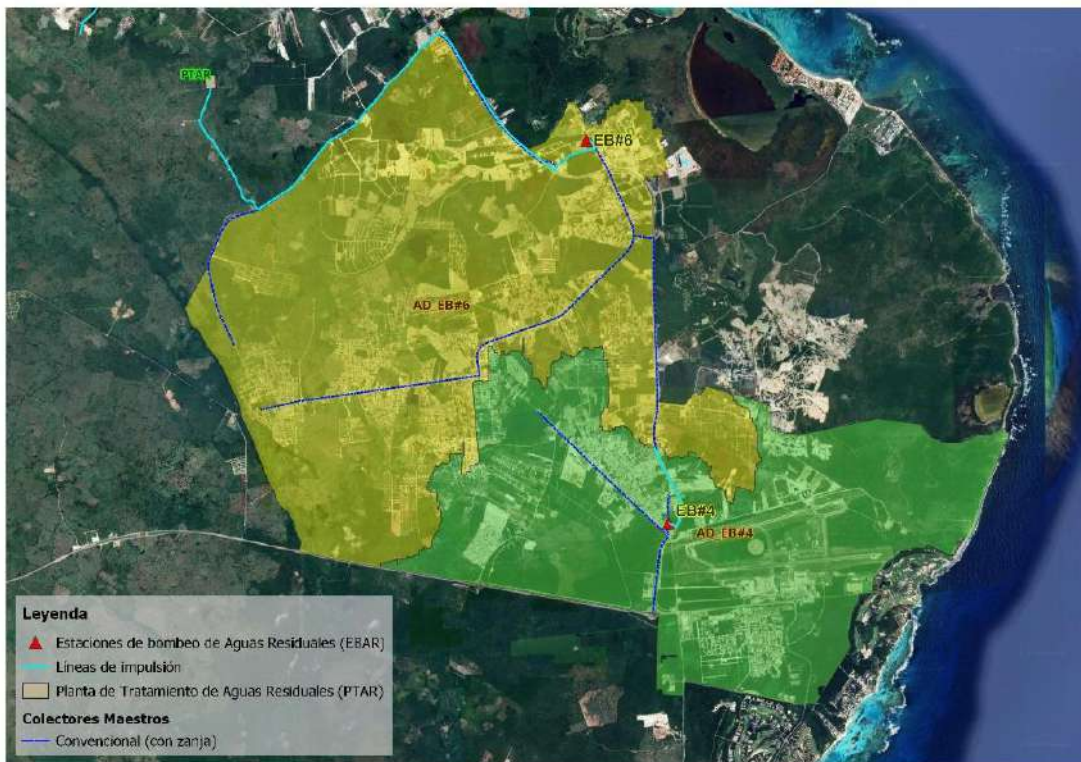 PTAR
EB#6
AD_EB#6
EB#4
AD_EB#4
Leyenda
Estaciones de bombeo de Aguas Residuales (EBAR)
Líneas de impulsión
Planta de Tratamiento de Aguas Residuales (PTAR)
Colectores Maestros
Convencional (con zanja)